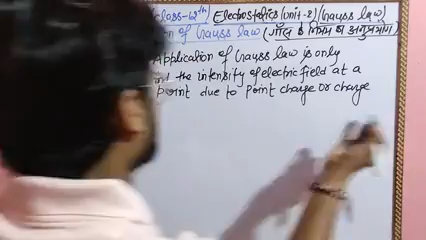 (class-12th) Electrostatics (unit-2) (Gauss law)
of Gauss law (गॉस के नियम का अनुप्रयोग)
Application of Gauss law is only
the intensity of electric field at a
point due to point charge or charge